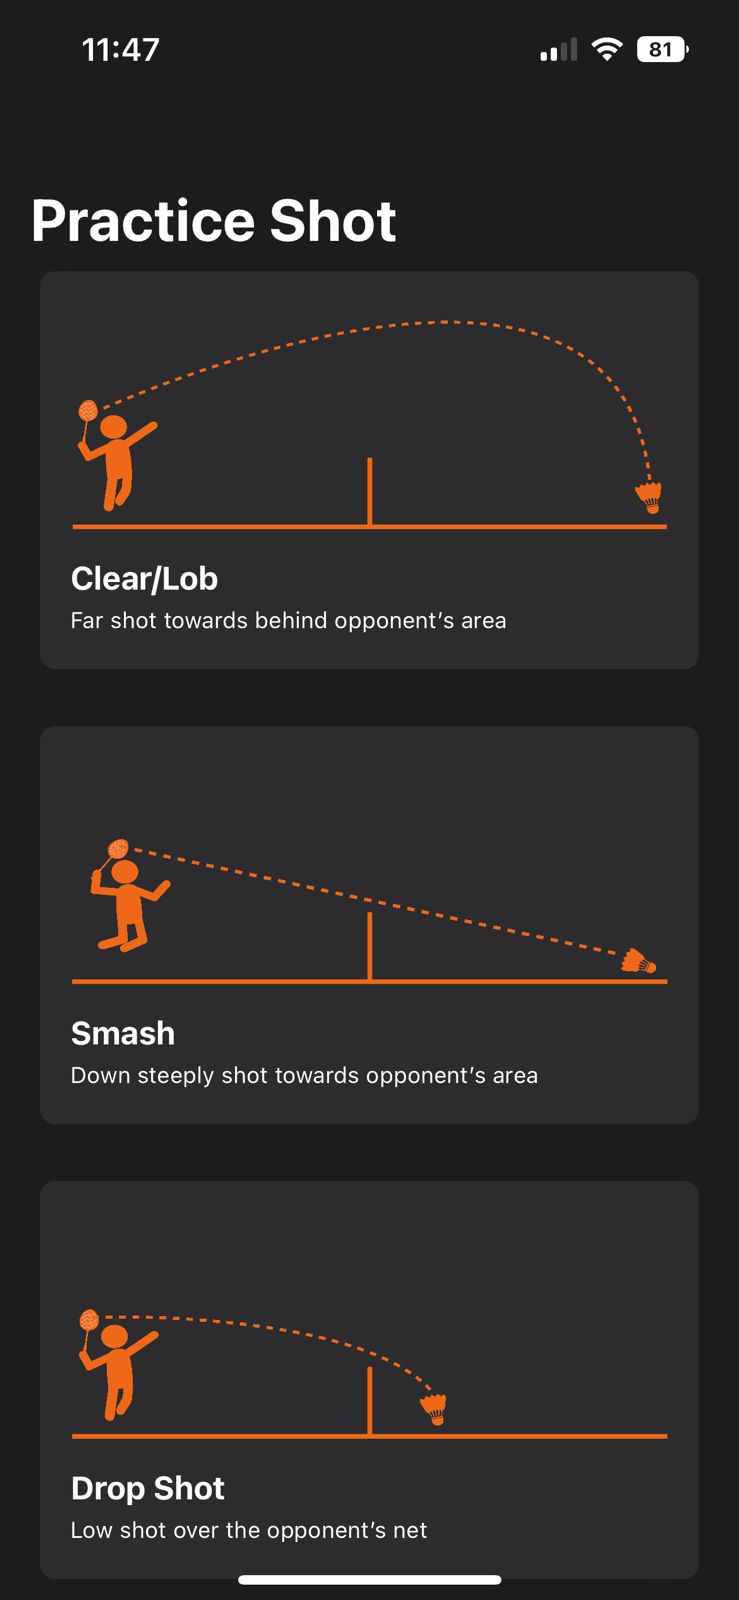 11:47
81
Practice Shot
Clear/Lob
Far shot towards behind opponent’s area
Smash
Down steeply shot towards opponent’s area
Drop Shot
Low shot over the opponent’s net